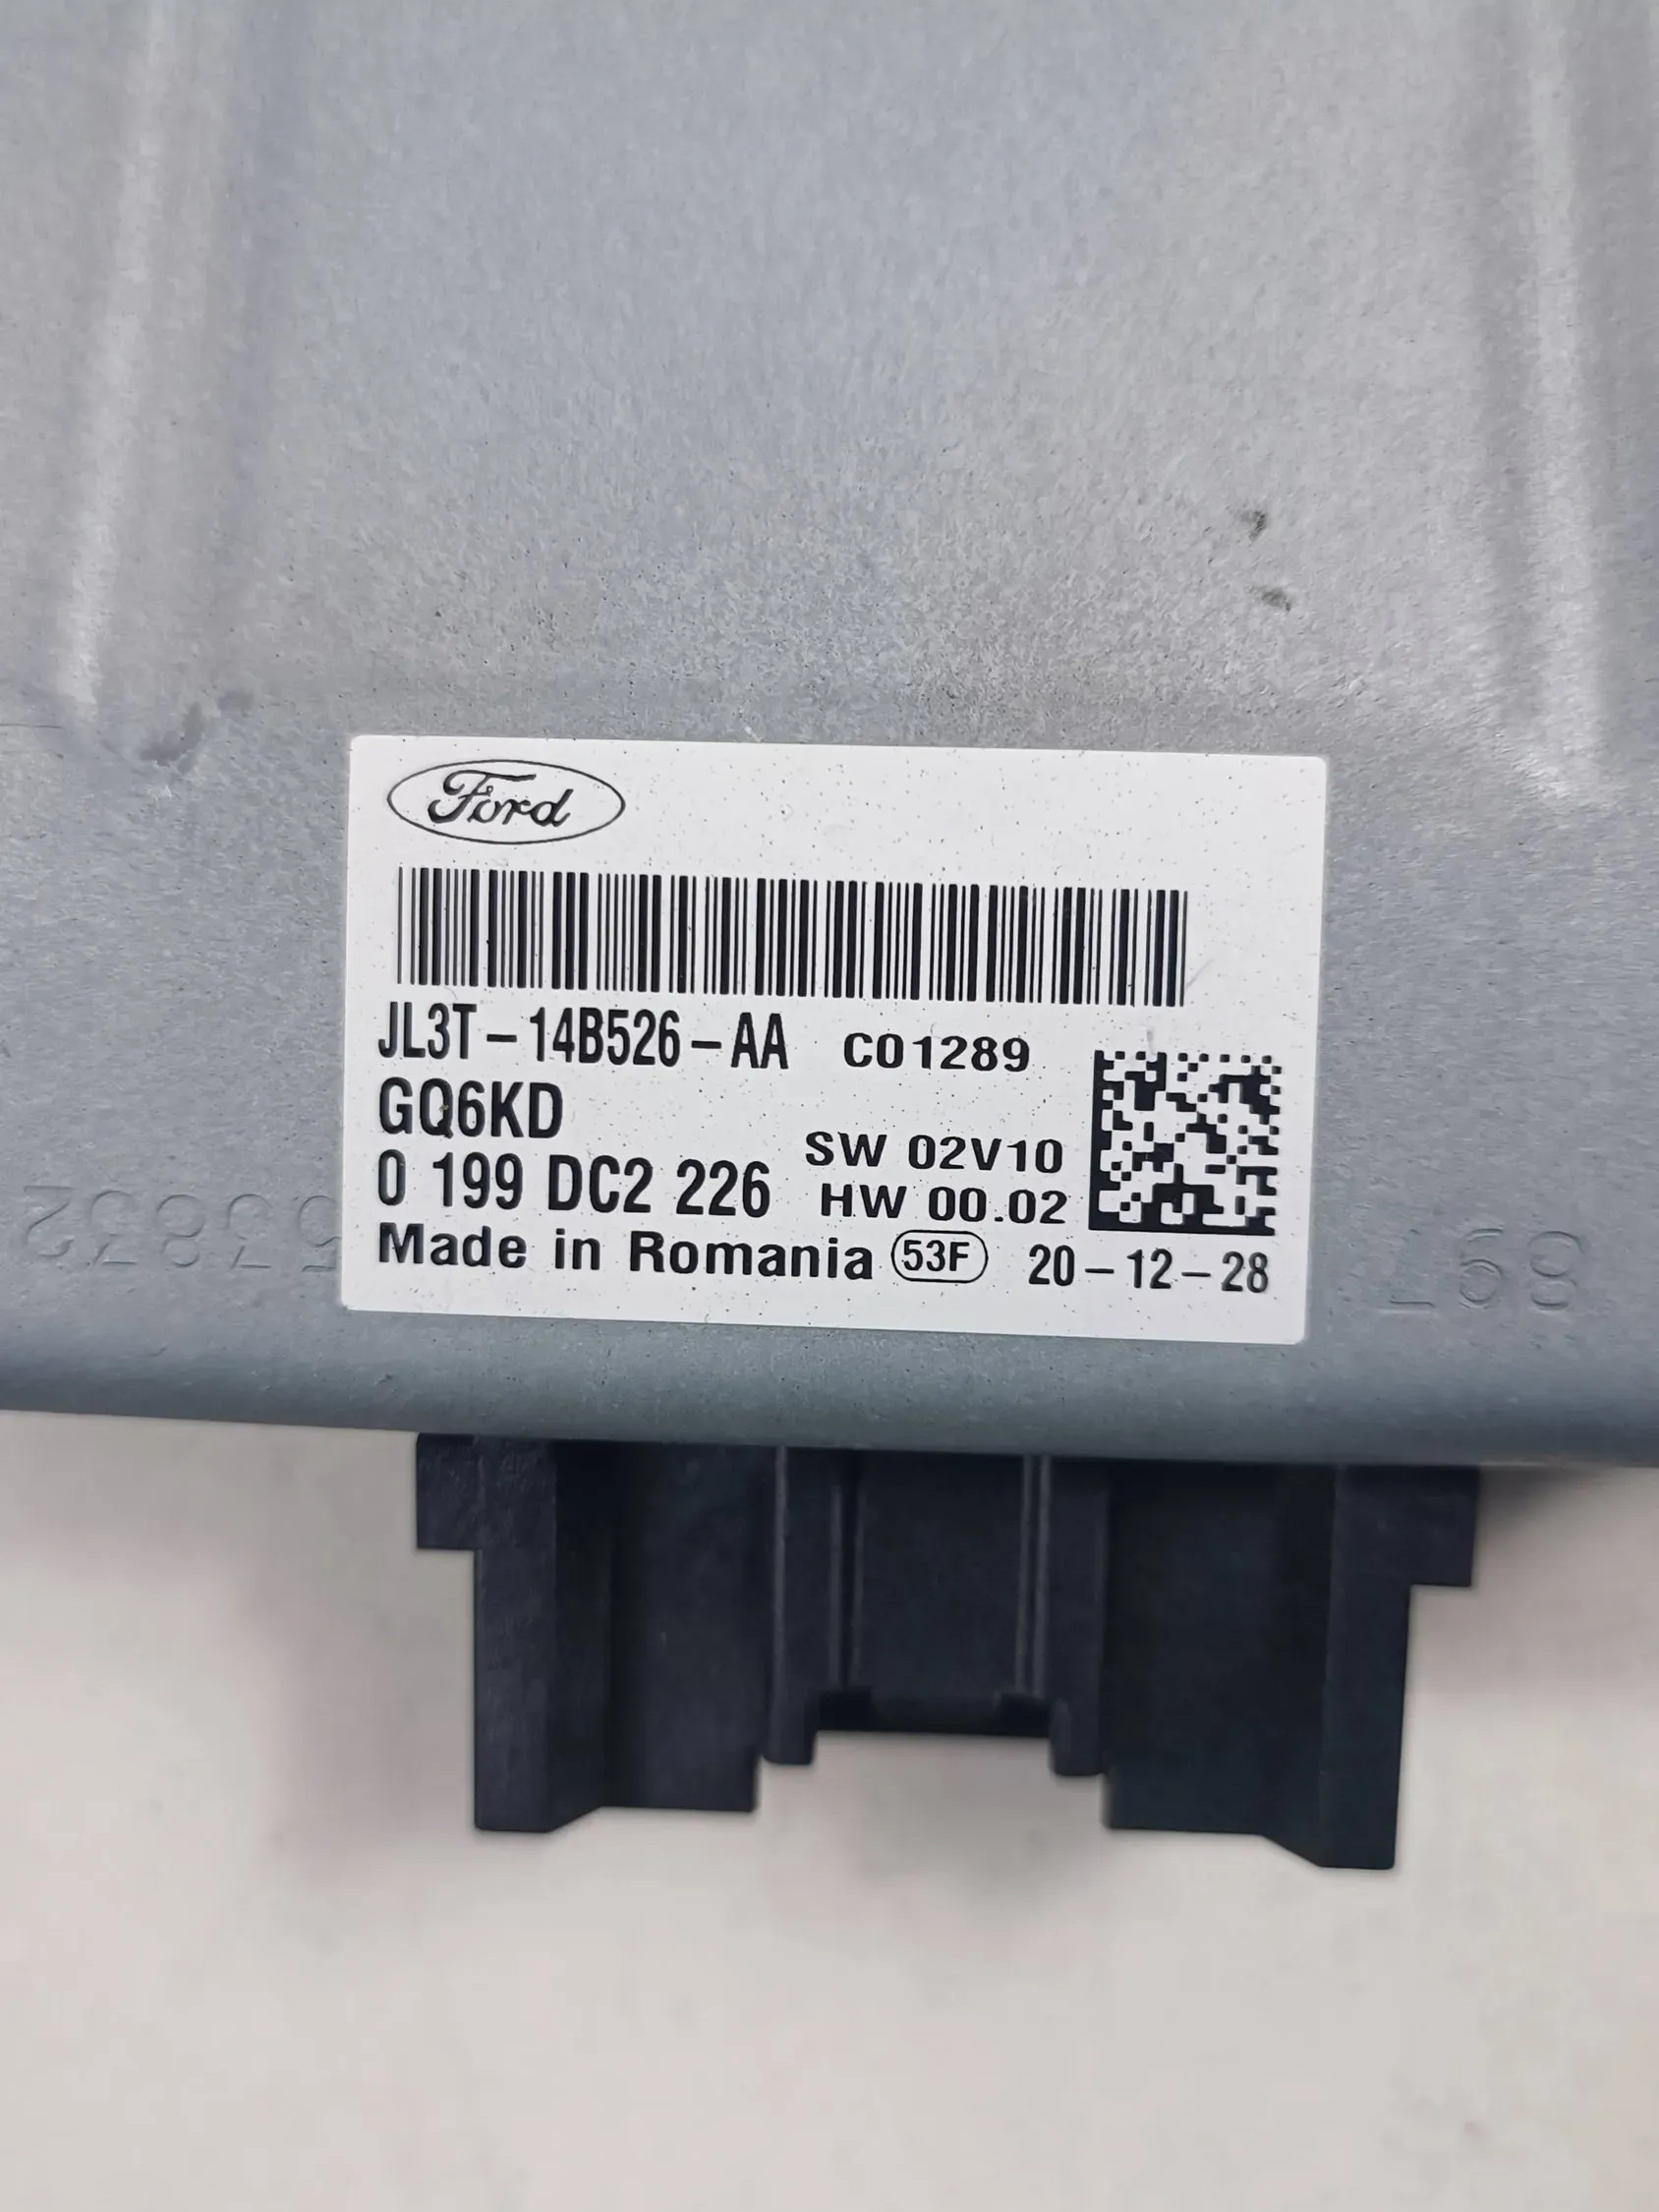 Ford
JL3T-14B526-AA C01289
GQ6KD
SW 02V10
0 199 DC2 226 HW 00.02
Made in Romania 53F 20-12-28